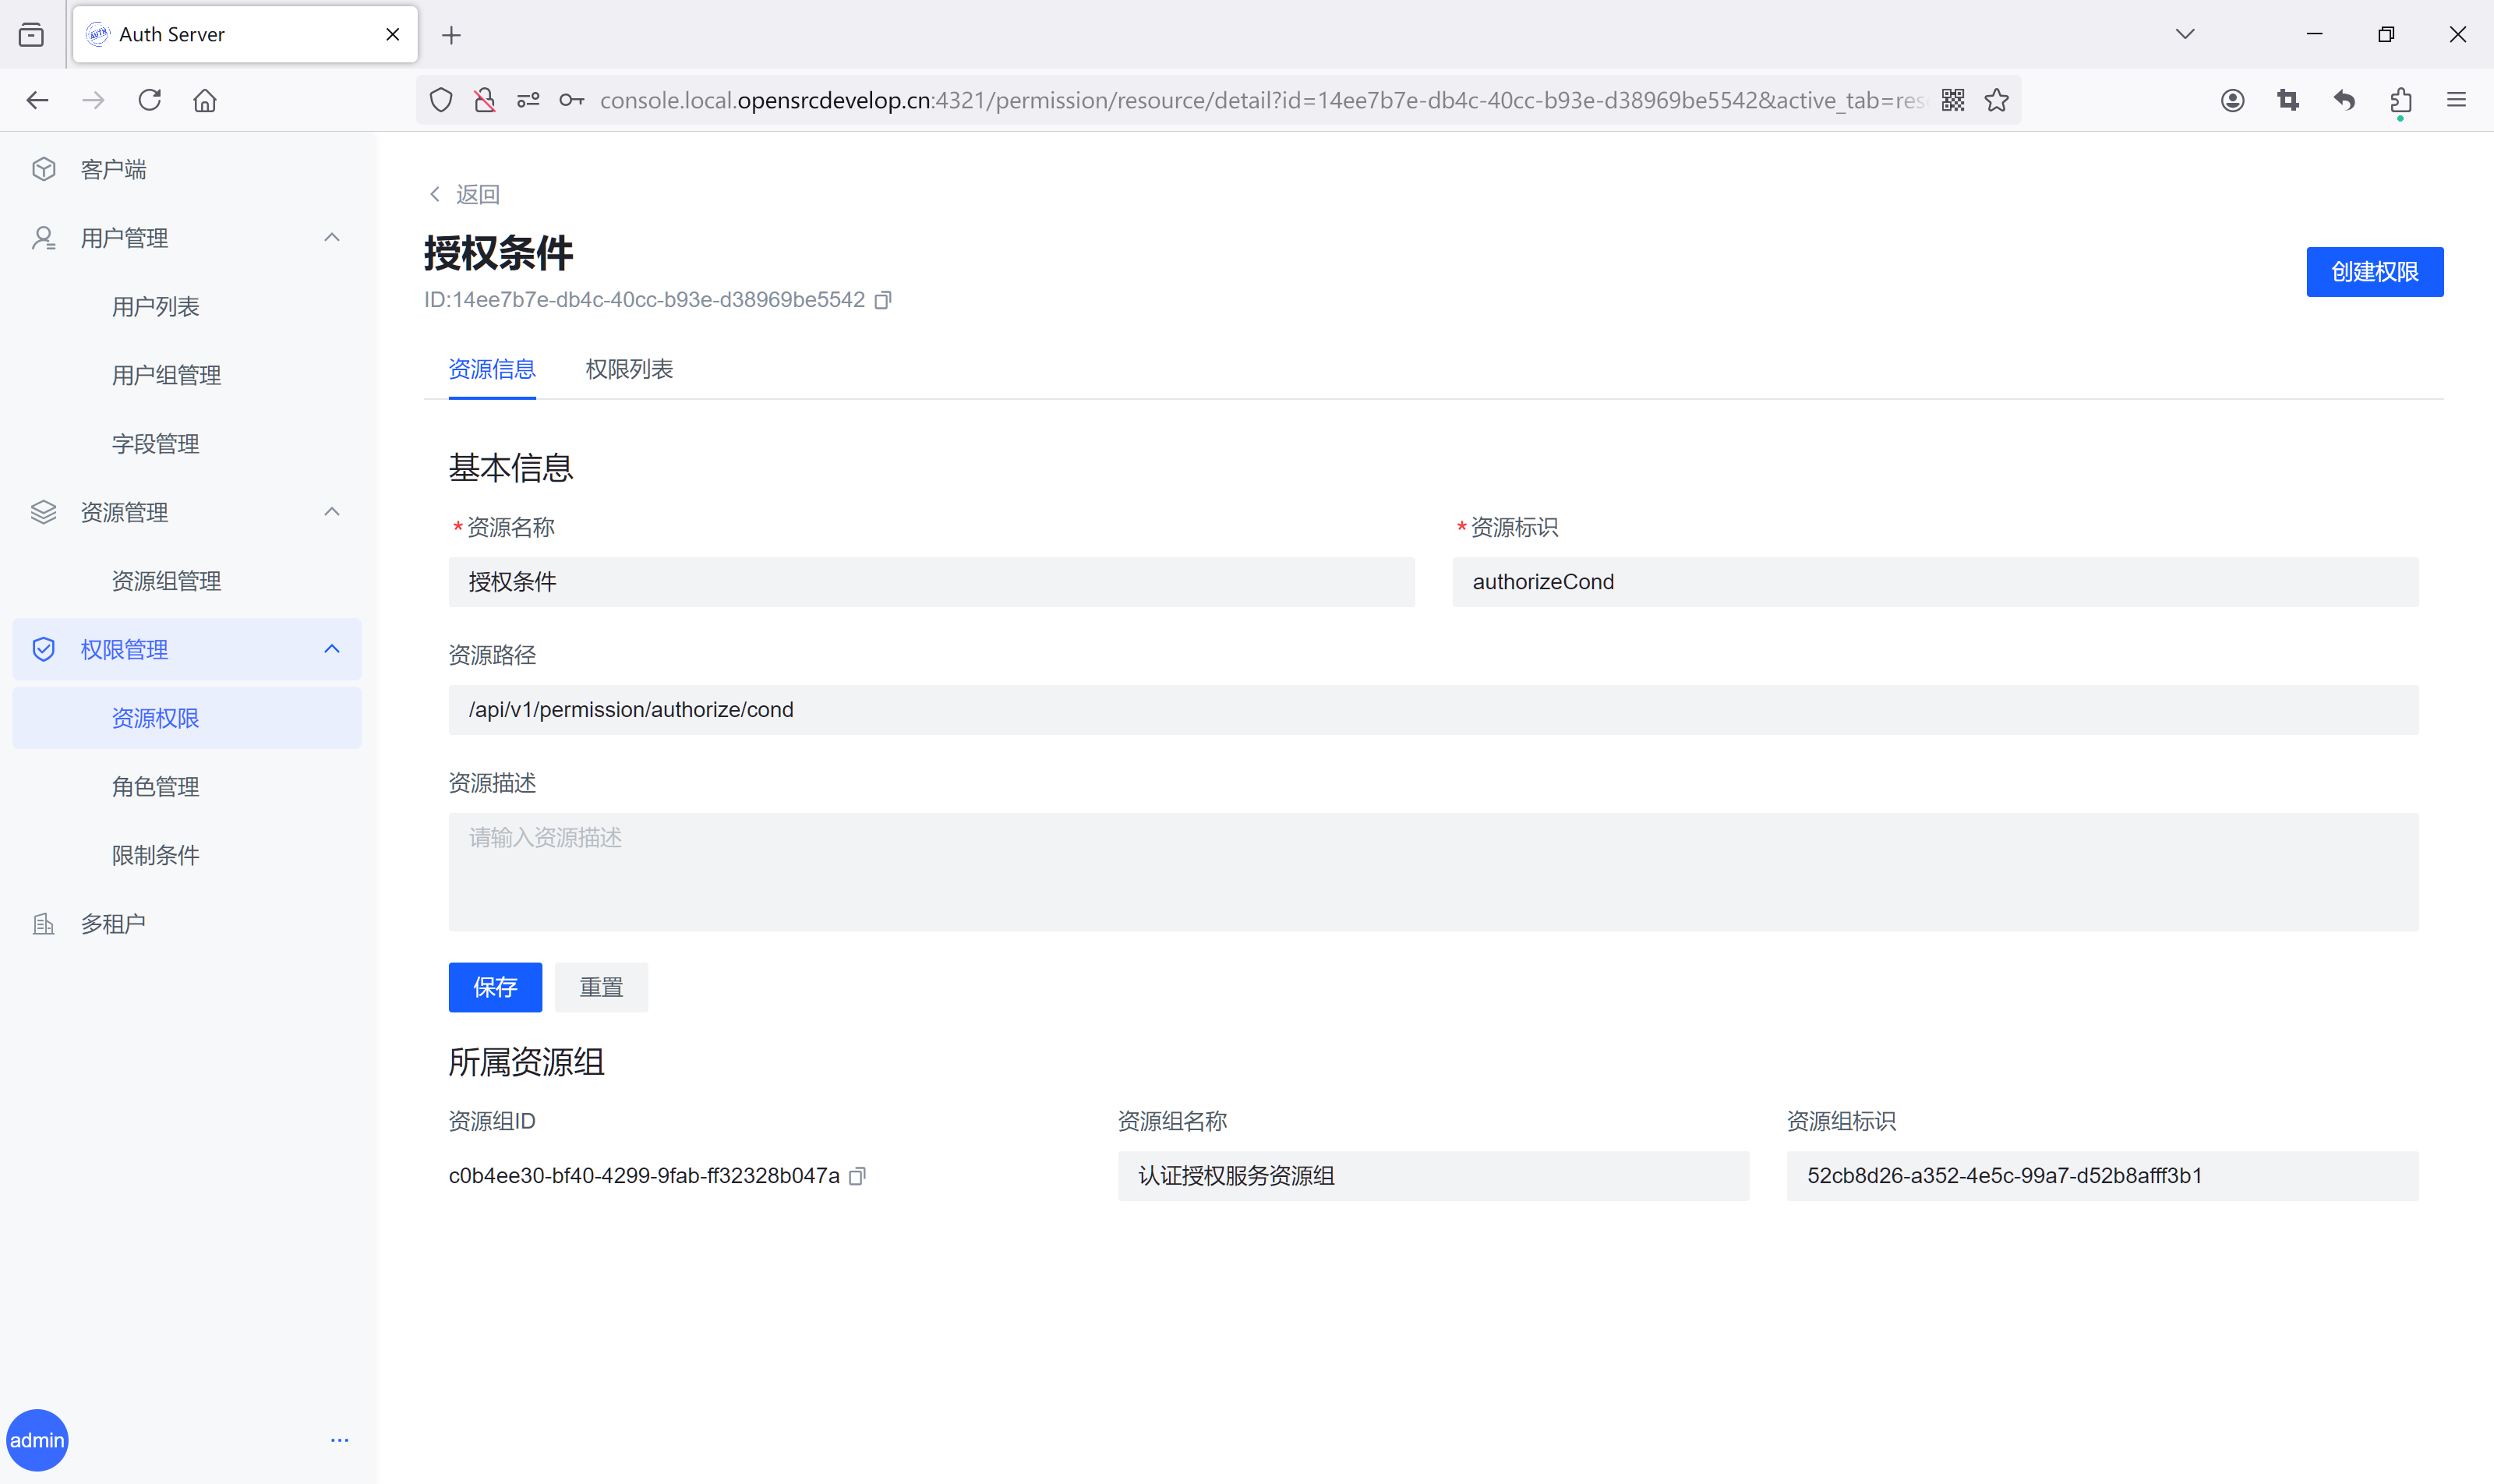 Auth Server
console.local.opensrcdevelop.cn:4321/permission/resource/detail?id=14ee7b7e-db4c-40cc-b93e-d38969be5542&active_tab=res
客户端
用户管理
用户列表
用户组管理
字段管理
资源管理
资源组管理
权限管理
资源权限
角色管理
限制条件
多租户
admin
返回
授权条件
ID:14ee7b7e-db4c-40cc-b93e-d38969be5542
创建权限
资源信息 权限列表
基本信息
*资源名称 *资源标识
授权条件 authorizeCond
资源路径
/api/v1/permission/authorize/cond
资源描述
请输入资源描述
保存 重置
所属资源组
资源组ID 资源组名称 资源组标识
c0b4ee30-bf40-4299-9fab-ff32328b047a 认证授权服务资源组 52cb8d26-a352-4e5c-99a7-d52b8afff3b1